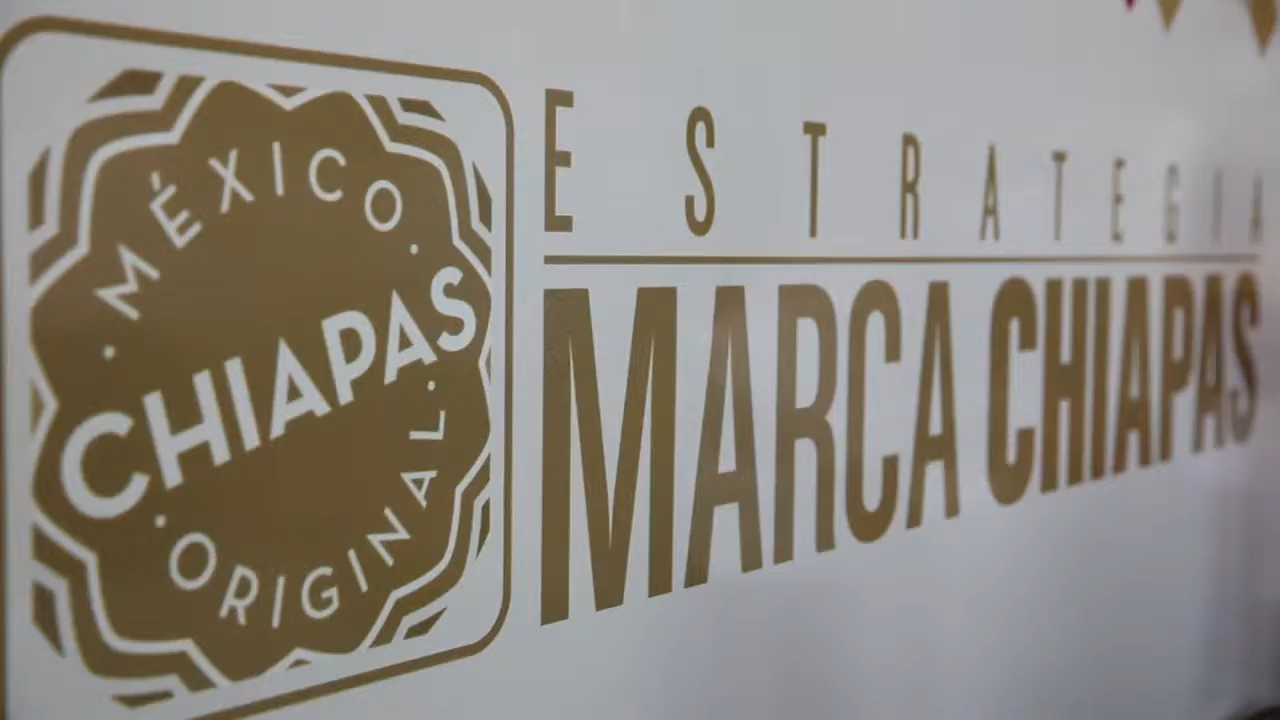 · MÉXICO ·
CHIAPAS
· ORIGINAL ·
ESTRATEGIA
MARCA CHIAPAS